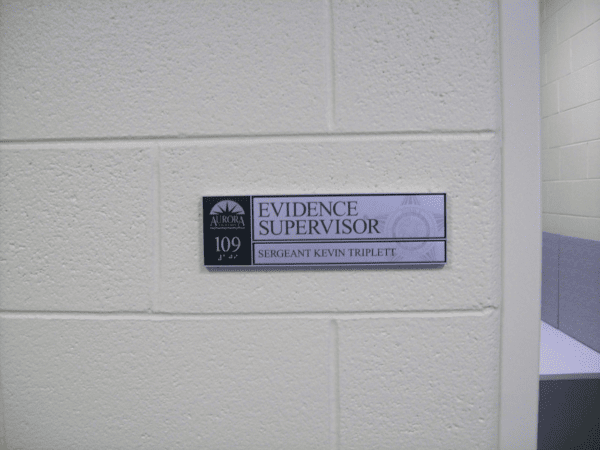 AURORA
109
EVIDENCE
SUPERVISOR
SERGEANT KEVIN TRIPLETT